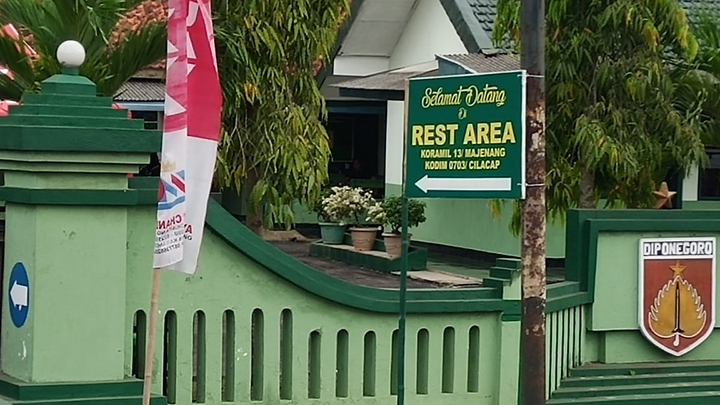 Selamat Datang
Di
REST AREA
KORAMIL 13/ MAJENANG
KODIM 0703/ CILACAP
DIPONEGORO